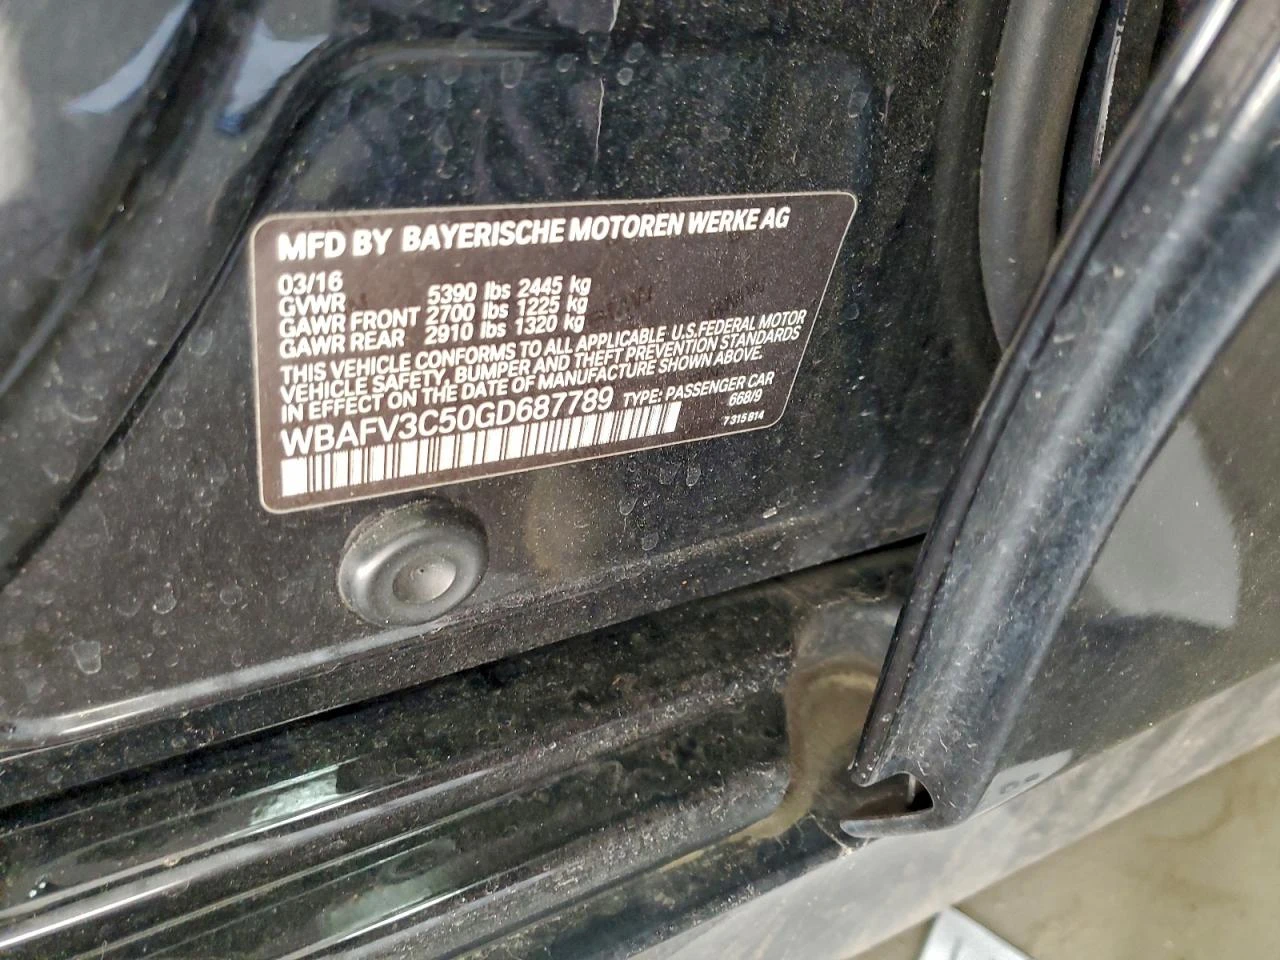 MFD BY BAYERISCHE MOTOREN WERKE AG
03/16
GVWR 5390 lbs 2445 kg
GAWR FRONT 2700 lbs 1225 kg
GAWR REAR 2910 lbs 1320 kg
THIS VEHICLE CONFORMS TO ALL APPLICABLE U.S.FEDERAL MOTOR
VEHICLE SAFETY, BUMPER AND THEFT PREVENTION STANDARDS
IN EFFECT ON THE DATE OF MANUFACTURE SHOWN ABOVE.
WBAFV3C50GD687789 TYPE: PASSENGER CAR
668/9
7 315 814